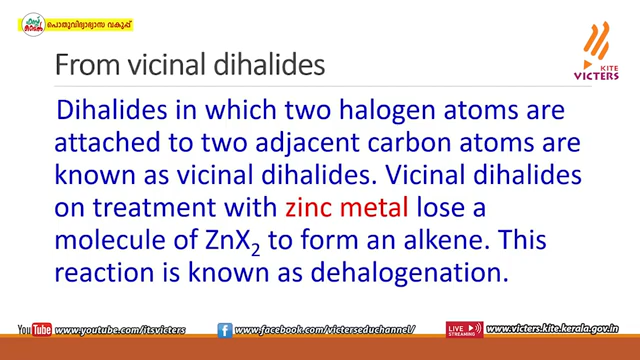 പൊതുവിദ്യാഭ്യാസ വകുപ്പ്
KITE
VICTERS
From vicinal dihalides
Dihalides in which two halogen atoms are
attached to two adjacent carbon atoms are
known as vicinal dihalides. Vicinal dihalides
on treatment with zinc metal lose a
molecule of ZnX₂ to form an alkene. This
reaction is known as dehalogenation.
YouTube www.youtube.com/itsvicters
f www.facebook.com/victerseduchannel/
LIVE STREAMING www.victers.kite.kerala.gov.in